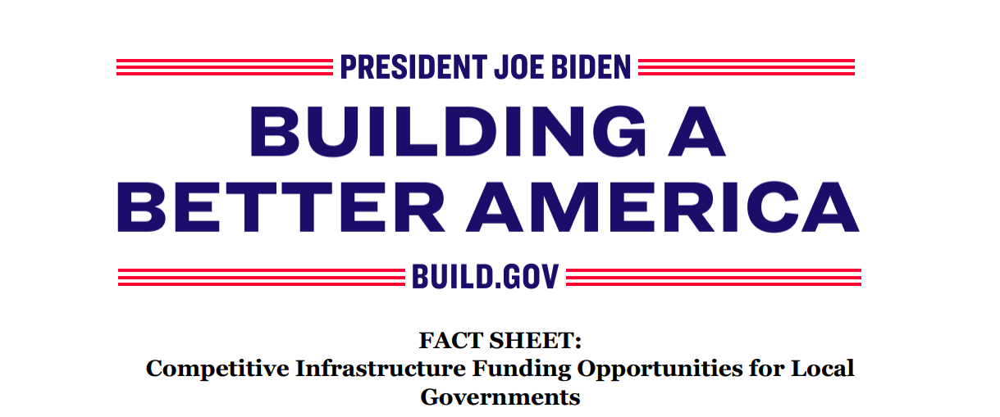 PRESIDENT JOE BIDEN
BUILDING A
BETTER AMERICA
BUILD.GOV
FACT SHEET:
Competitive Infrastructure Funding Opportunities for Local
Governments